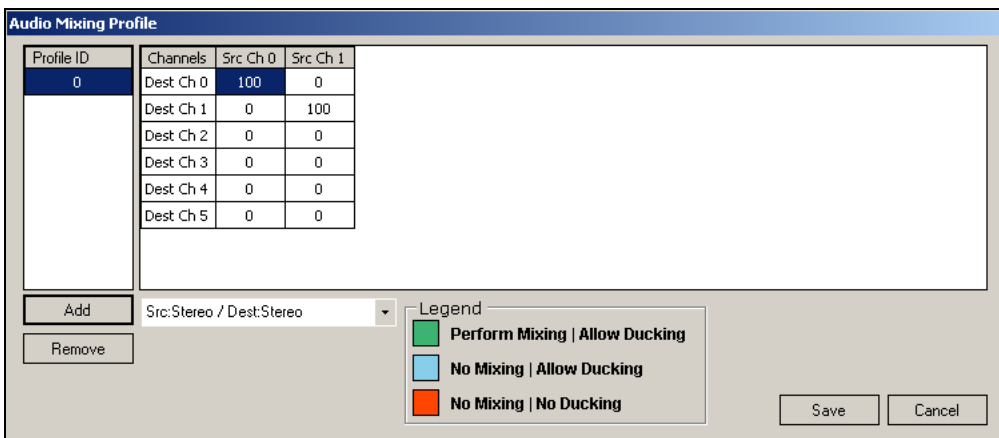 Audio Mixing Profile
Profile ID
0
Channels Src Ch 0 Src Ch 1
Dest Ch 0 100 0
Dest Ch 1 0 100
Dest Ch 2 0 0
Dest Ch 3 0 0
Dest Ch 4 0 0
Dest Ch 5 0 0
Add
Remove
Src:Stereo / Dest:Stereo
Legend
Perform Mixing | Allow Ducking
No Mixing | Allow Ducking
No Mixing | No Ducking
Save
Cancel